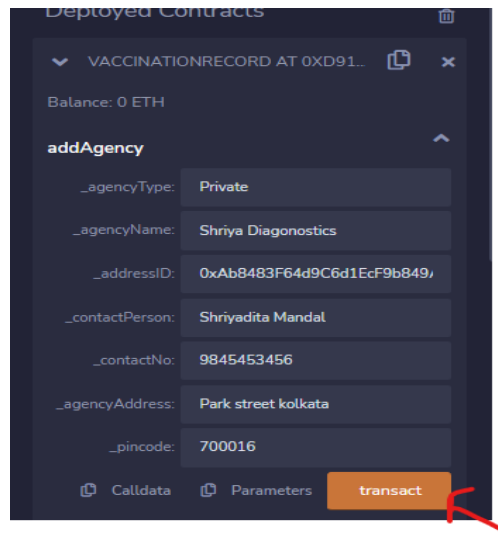 Deployed Contracts
VACCINATIONRECORD AT 0XD91...
Balance: 0 ETH
addAgency
_agencyType: Private
_agencyName: Shriya Diagonostics
_addressID: 0xAb8483F64d9C6d1EcF9b849
_contactPerson: Shriyadita Mandal
_contactNo: 9845453456
_agencyAddress: Park street kolkata
_pincode: 700016
Calldata Parameters transact